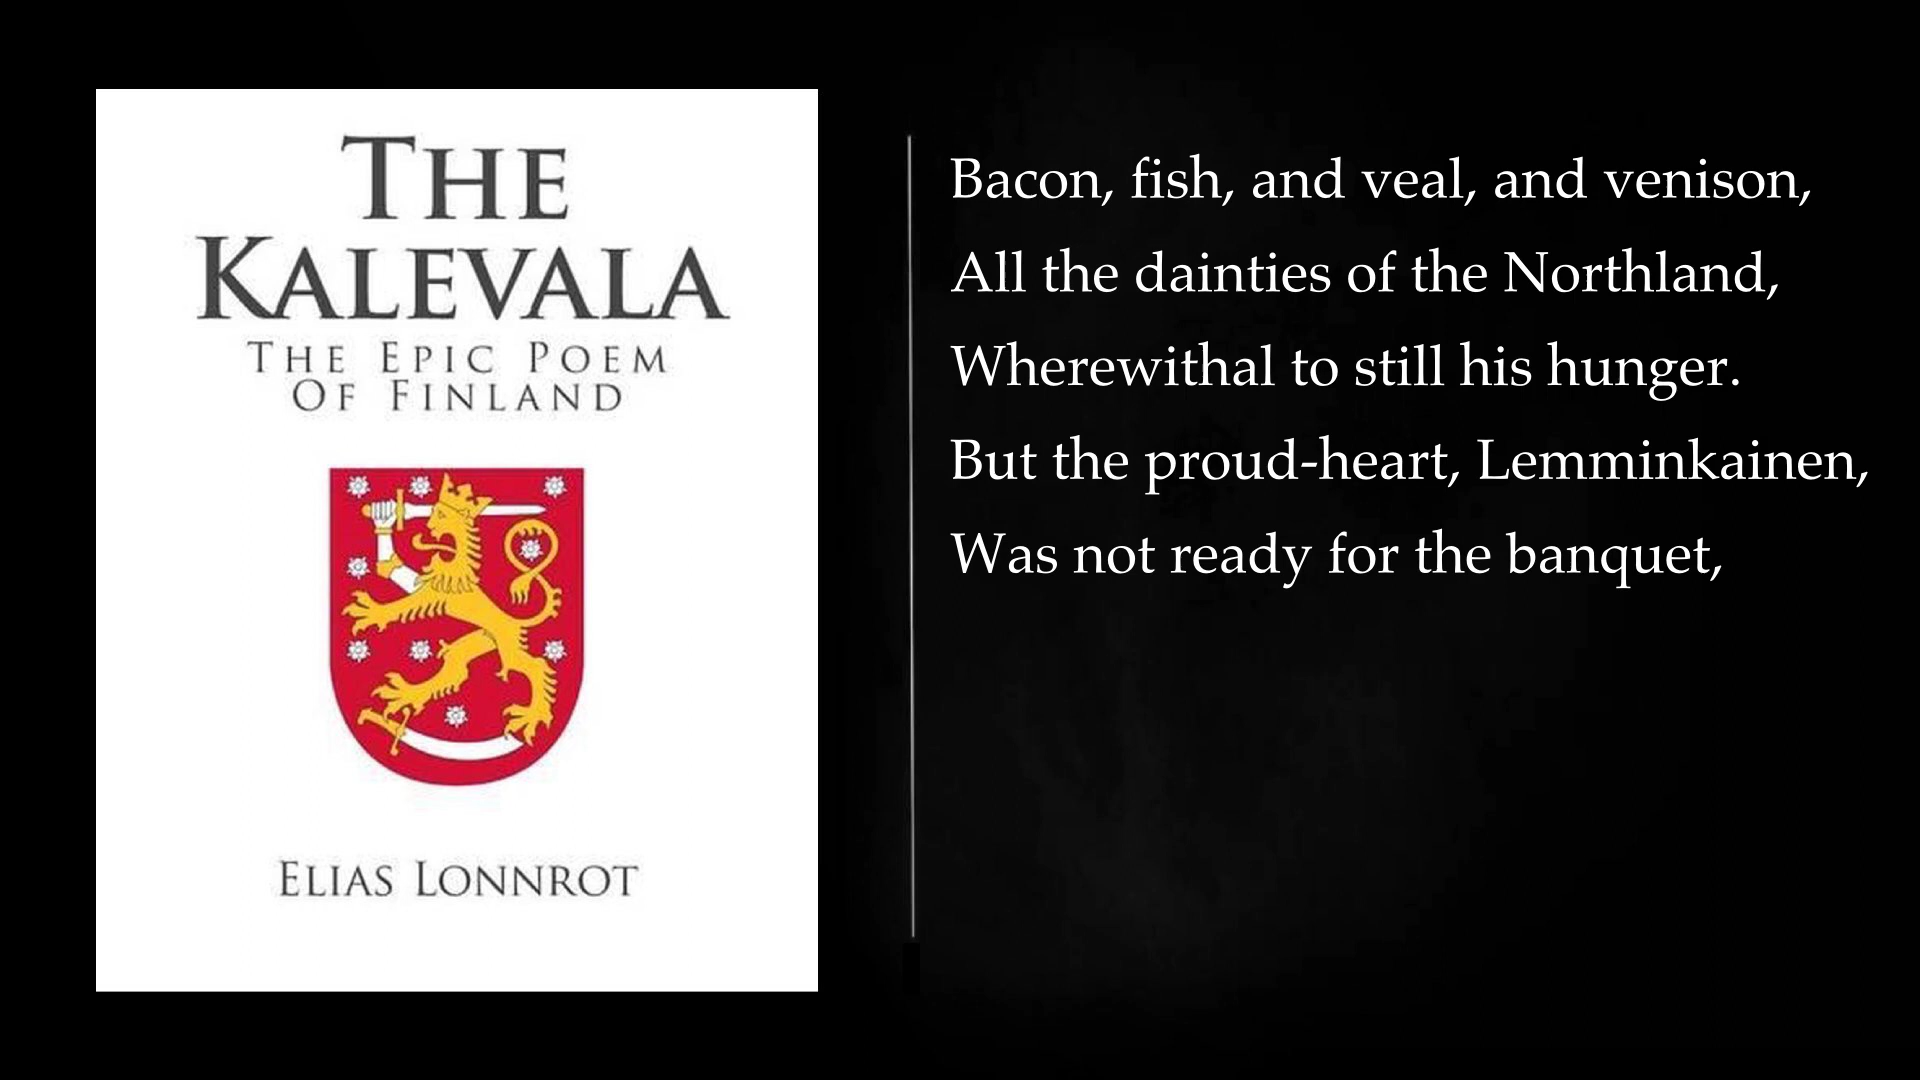 THE
KALEVALA
THE EPIC POEM
OF FINLAND
ELIAS LONNROT
Bacon, fish, and veal, and venison,
All the dainties of the Northland,
Wherewithal to still his hunger.
But the proud-heart, Lemminkainen,
Was not ready for the banquet,